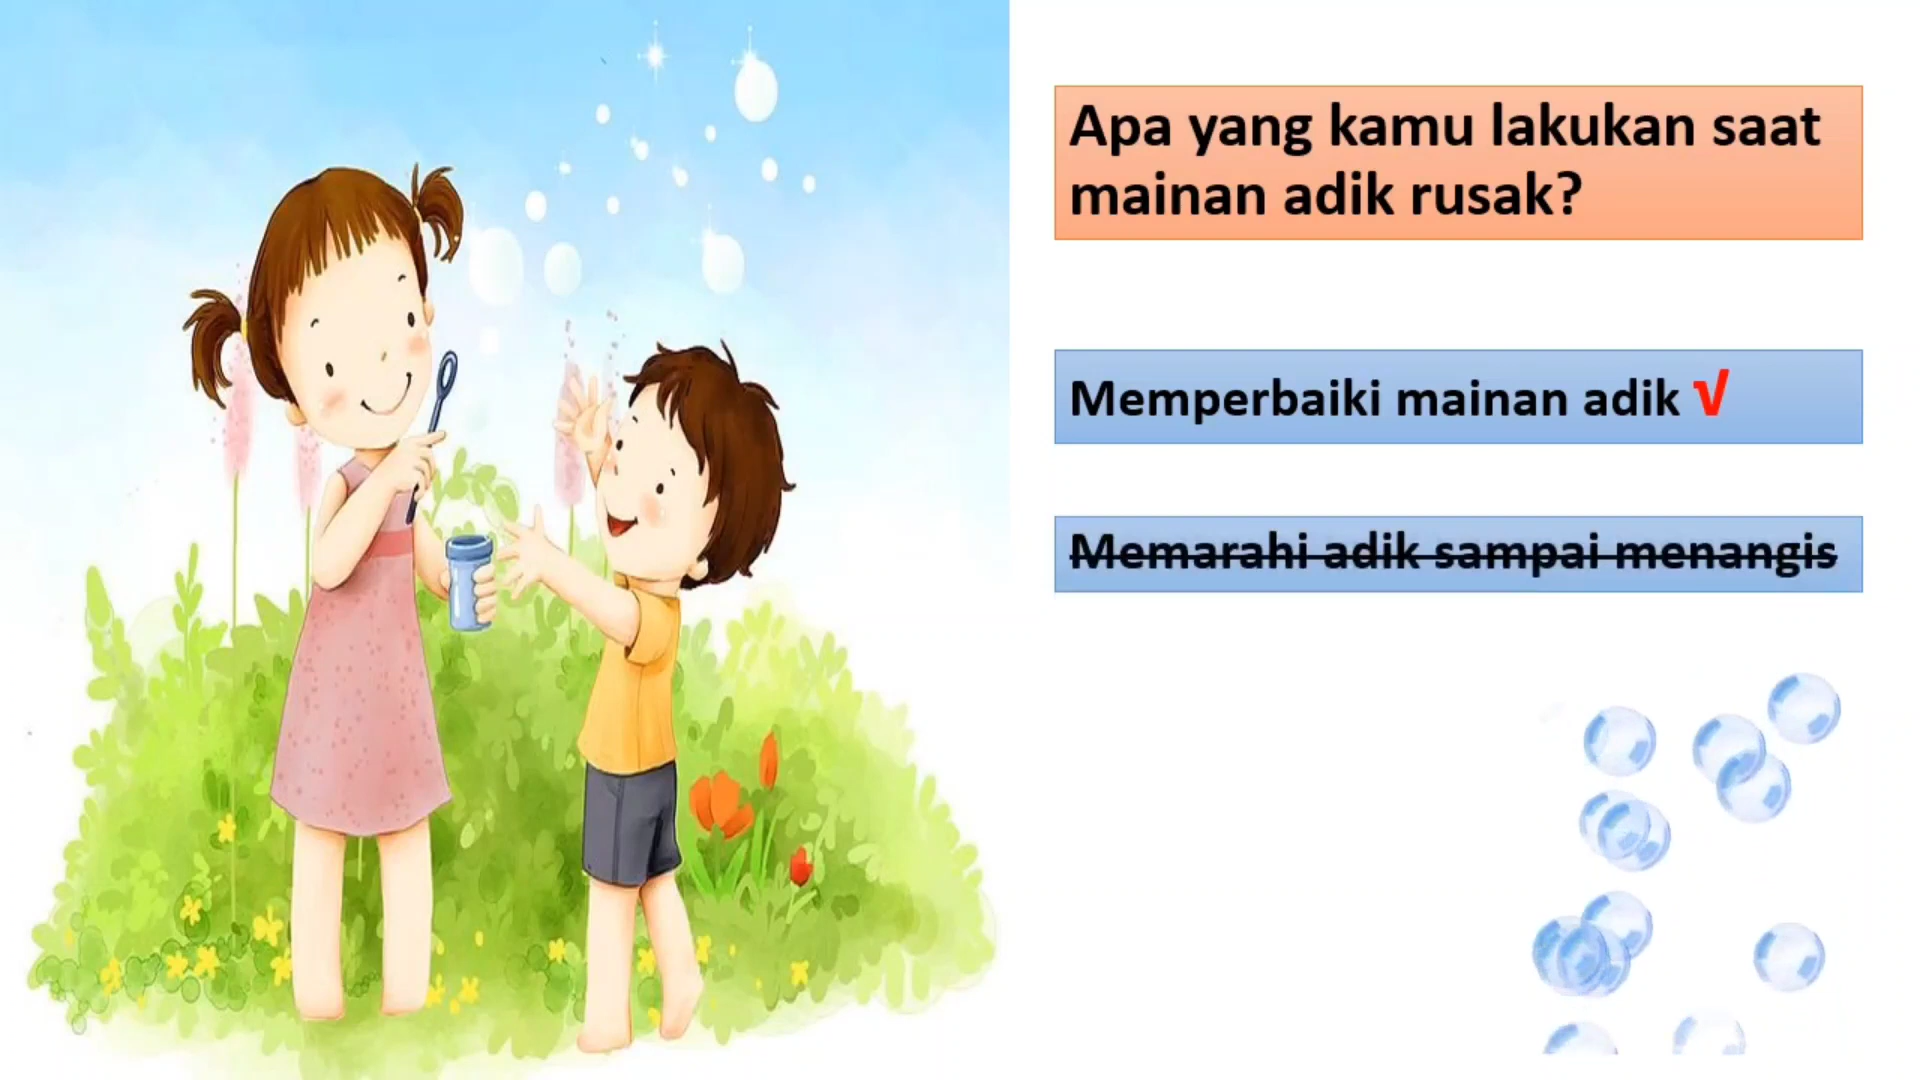 Apa yang kamu lakukan saat
mainan adik rusak?
Memperbaiki mainan adik √
Memarahi adik sampai menangis